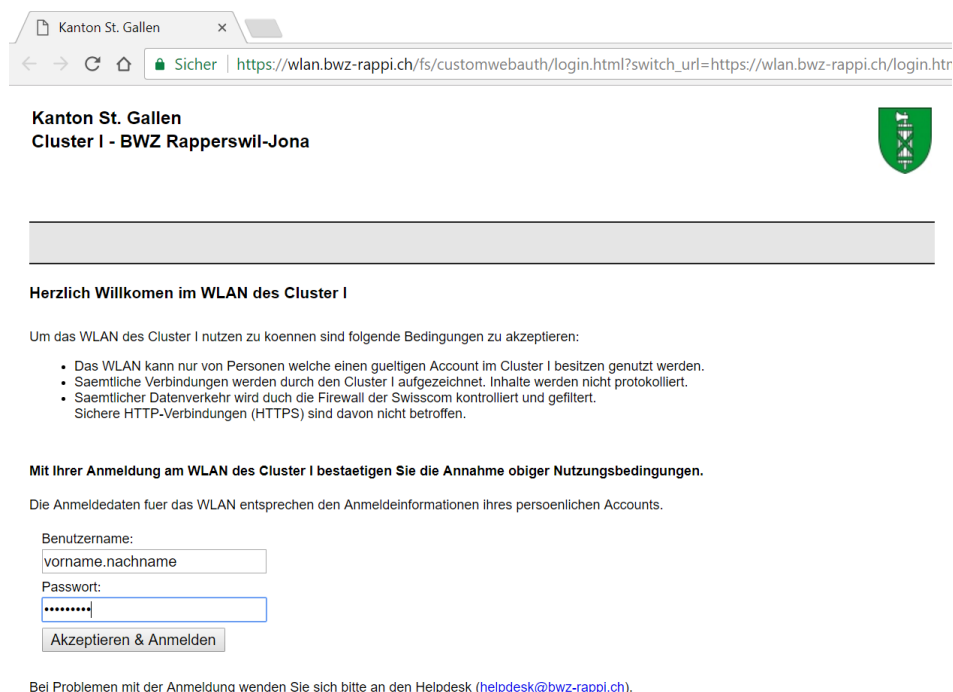 Kanton St. Gallen
Sicher | https://wlan.bwz-rappi.ch/fs/customwebauth/login.html?switch_url=https://wlan.bwz-rappi.ch/login.htm
Kanton St. Gallen
Cluster I - BWZ Rapperswil-Jona
Herzlich Willkomen im WLAN des Cluster I
Um das WLAN des Cluster I nutzen zu koennen sind folgende Bedingungen zu akzeptieren:
• Das WLAN kann nur von Personen welche einen gueltigen Account im Cluster I besitzen genutzt werden.
• Saemtliche Verbindungen werden durch den Cluster I aufgezeichnet. Inhalte werden nicht protokolliert.
• Saemtlicher Datenverkehr wird duch die Firewall der Swisscom kontrolliert und gefiltert.
Sichere HTTP-Verbindungen (HTTPS) sind davon nicht betroffen.
Mit Ihrer Anmeldung am WLAN des Cluster I bestaetigen Sie die Annahme obiger Nutzungsbedingungen.
Die Anmeldedaten fuer das WLAN entsprechen den Anmeldeinformationen ihres persoenlichen Accounts.
Benutzername:
vorname.nachname
Passwort:
•••••••••
Akzeptieren & Anmelden
Bei Problemen mit der Anmeldung wenden Sie sich bitte an den Helpdesk (helpdesk@bwz-rappi.ch).